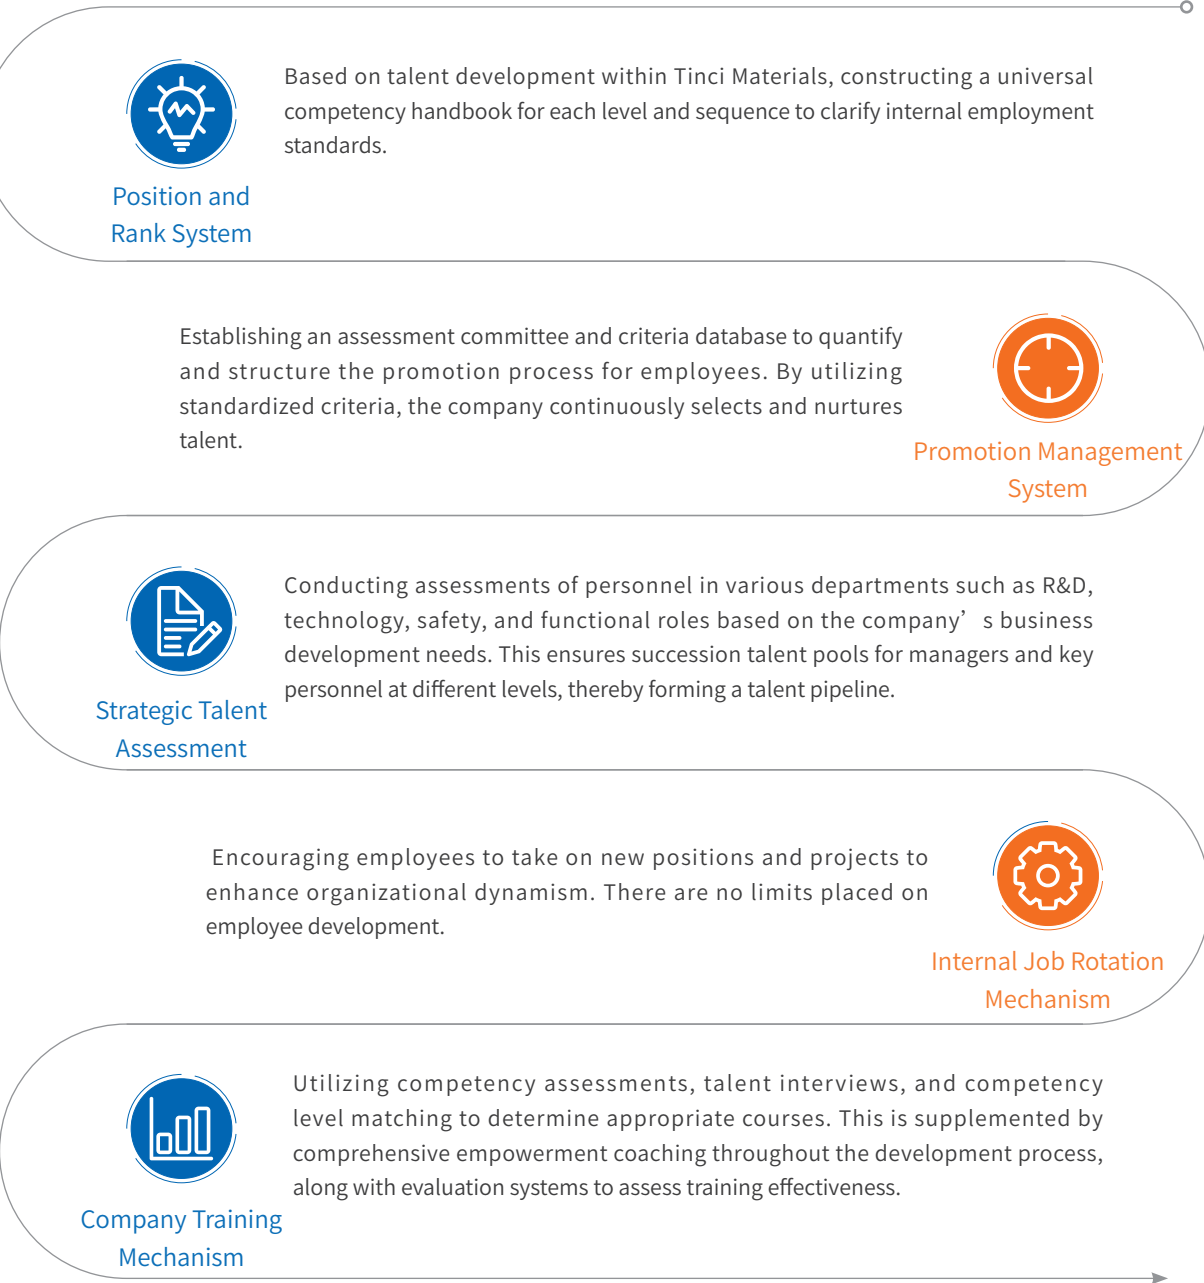 Based on talent development within Tinci Materials, constructing a universal
competency handbook for each level and sequence to clarify internal employment
standards.
Position and
Rank System
Establishing an assessment committee and criteria database to quantify
and structure the promotion process for employees. By utilizing
standardized criteria, the company continuously selects and nurtures
talent.
Promotion Management
System
Conducting assessments of personnel in various departments such as R&D,
technology, safety, and functional roles based on the company’s business
development needs. This ensures succession talent pools for managers and key
personnel at different levels, thereby forming a talent pipeline.
Strategic Talent
Assessment
Encouraging employees to take on new positions and projects to
enhance organizational dynamism. There are no limits placed on
employee development.
Internal Job Rotation
Mechanism
Utilizing competency assessments, talent interviews, and competency
level matching to determine appropriate courses. This is supplemented by
comprehensive empowerment coaching throughout the development process,
along with evaluation systems to assess training effectiveness.
Company Training
Mechanism